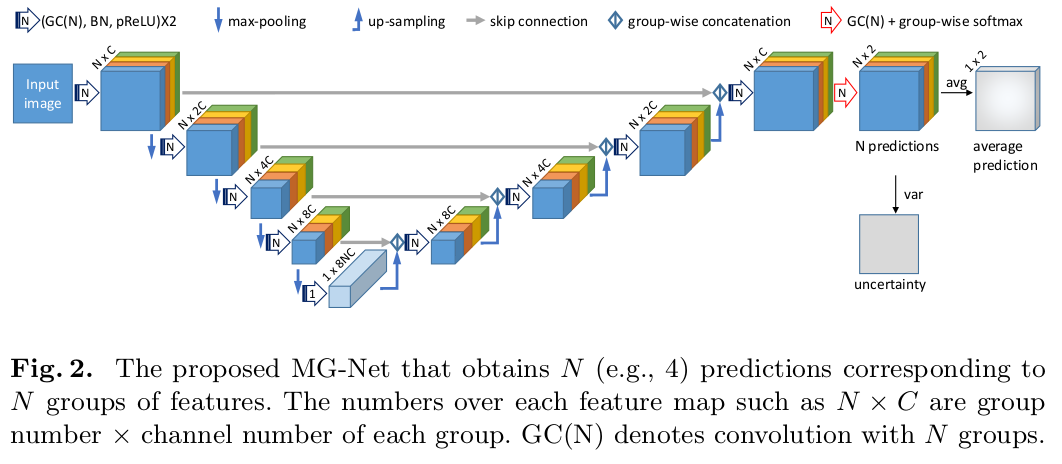 N (GC(N), BN, pReLU)X2 max-pooling up-sampling skip connection group-wise concatenation N GC(N) + group-wise softmax
Input
image
N
N x C
N
N x 2C
N
N x 4C
N
N x 8C
1
1 x 8NC
N
N x 8C
N
N x 4C
N
N x 2C
N
N x C
N
N x 2
avg
1 x 2
N predictions
average
prediction
var
uncertainty
Fig. 2. The proposed MG-Net that obtains N (e.g., 4) predictions corresponding to
N groups of features. The numbers over each feature map such as N × C are group
number × channel number of each group. GC(N) denotes convolution with N groups.